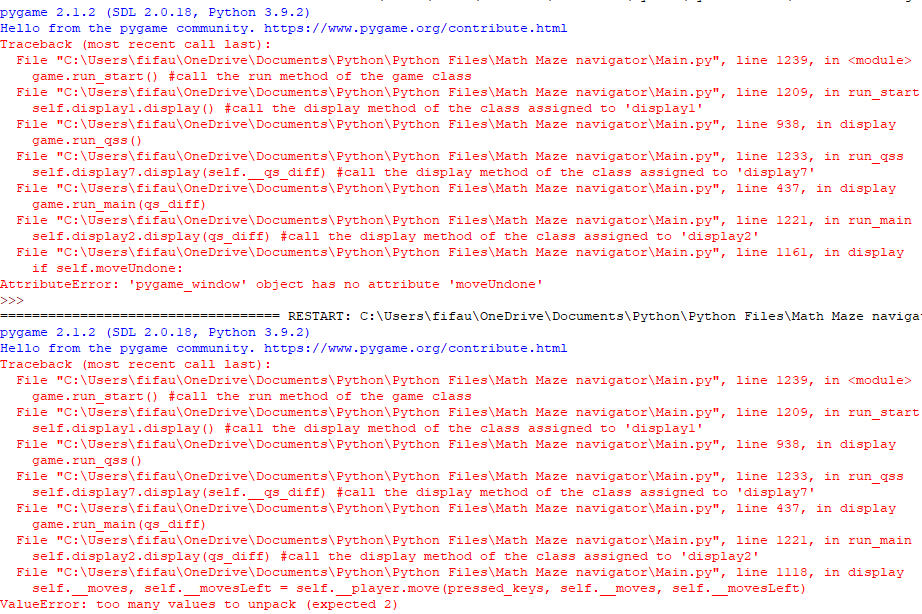 pygame 2.1.2 (SDL 2.0.18, Python 3.9.2)
Hello from the pygame community. https://www.pygame.org/contribute.html
Traceback (most recent call last):
  File "C:\Users\fifau\OneDrive\Documents\Python\Python Files\Math Maze navigator\Main.py", line 1239, in <module>
    game.run_start() #call the run method of the game class
  File "C:\Users\fifau\OneDrive\Documents\Python\Python Files\Math Maze navigator\Main.py", line 1209, in run_start
    self.display1.display() #call the display method of the class assigned to 'display1'
  File "C:\Users\fifau\OneDrive\Documents\Python\Python Files\Math Maze navigator\Main.py", line 938, in display
    game.run_qss()
  File "C:\Users\fifau\OneDrive\Documents\Python\Python Files\Math Maze navigator\Main.py", line 1233, in run_qss
    self.display7.display(self.__qs_diff) #call the display method of the class assigned to 'display7'
  File "C:\Users\fifau\OneDrive\Documents\Python\Python Files\Math Maze navigator\Main.py", line 437, in display
    game.run_main(qs_diff)
  File "C:\Users\fifau\OneDrive\Documents\Python\Python Files\Math Maze navigator\Main.py", line 1221, in run_main
    self.display2.display(qs_diff) #call the display method of the class assigned to 'display2'
  File "C:\Users\fifau\OneDrive\Documents\Python\Python Files\Math Maze navigator\Main.py", line 1161, in display
    if self.moveUndone:
AttributeError: 'pygame_window' object has no attribute 'moveUndone'
>>>
=================================== RESTART: C:\Users\fifau\OneDrive\Documents\Python\Python Files\Math Maze naviga
pygame 2.1.2 (SDL 2.0.18, Python 3.9.2)
Hello from the pygame community. https://www.pygame.org/contribute.html
Traceback (most recent call last):
  File "C:\Users\fifau\OneDrive\Documents\Python\Python Files\Math Maze navigator\Main.py", line 1239, in <module>
    game.run_start() #call the run method of the game class
  File "C:\Users\fifau\OneDrive\Documents\Python\Python Files\Math Maze navigator\Main.py", line 1209, in run_start
    self.display1.display() #call the display method of the class assigned to 'display1'
  File "C:\Users\fifau\OneDrive\Documents\Python\Python Files\Math Maze navigator\Main.py", line 938, in display
    game.run_qss()
  File "C:\Users\fifau\OneDrive\Documents\Python\Python Files\Math Maze navigator\Main.py", line 1233, in run_qss
    self.display7.display(self.__qs_diff) #call the display method of the class assigned to 'display7'
  File "C:\Users\fifau\OneDrive\Documents\Python\Python Files\Math Maze navigator\Main.py", line 437, in display
    game.run_main(qs_diff)
  File "C:\Users\fifau\OneDrive\Documents\Python\Python Files\Math Maze navigator\Main.py", line 1221, in run_main
    self.display2.display(qs_diff) #call the display method of the class assigned to 'display2'
  File "C:\Users\fifau\OneDrive\Documents\Python\Python Files\Math Maze navigator\Main.py", line 1118, in display
    self.__moves, self.__movesLeft = self.__player.move(pressed_keys, self.__moves, self.__movesLeft)
ValueError: too many values to unpack (expected 2)